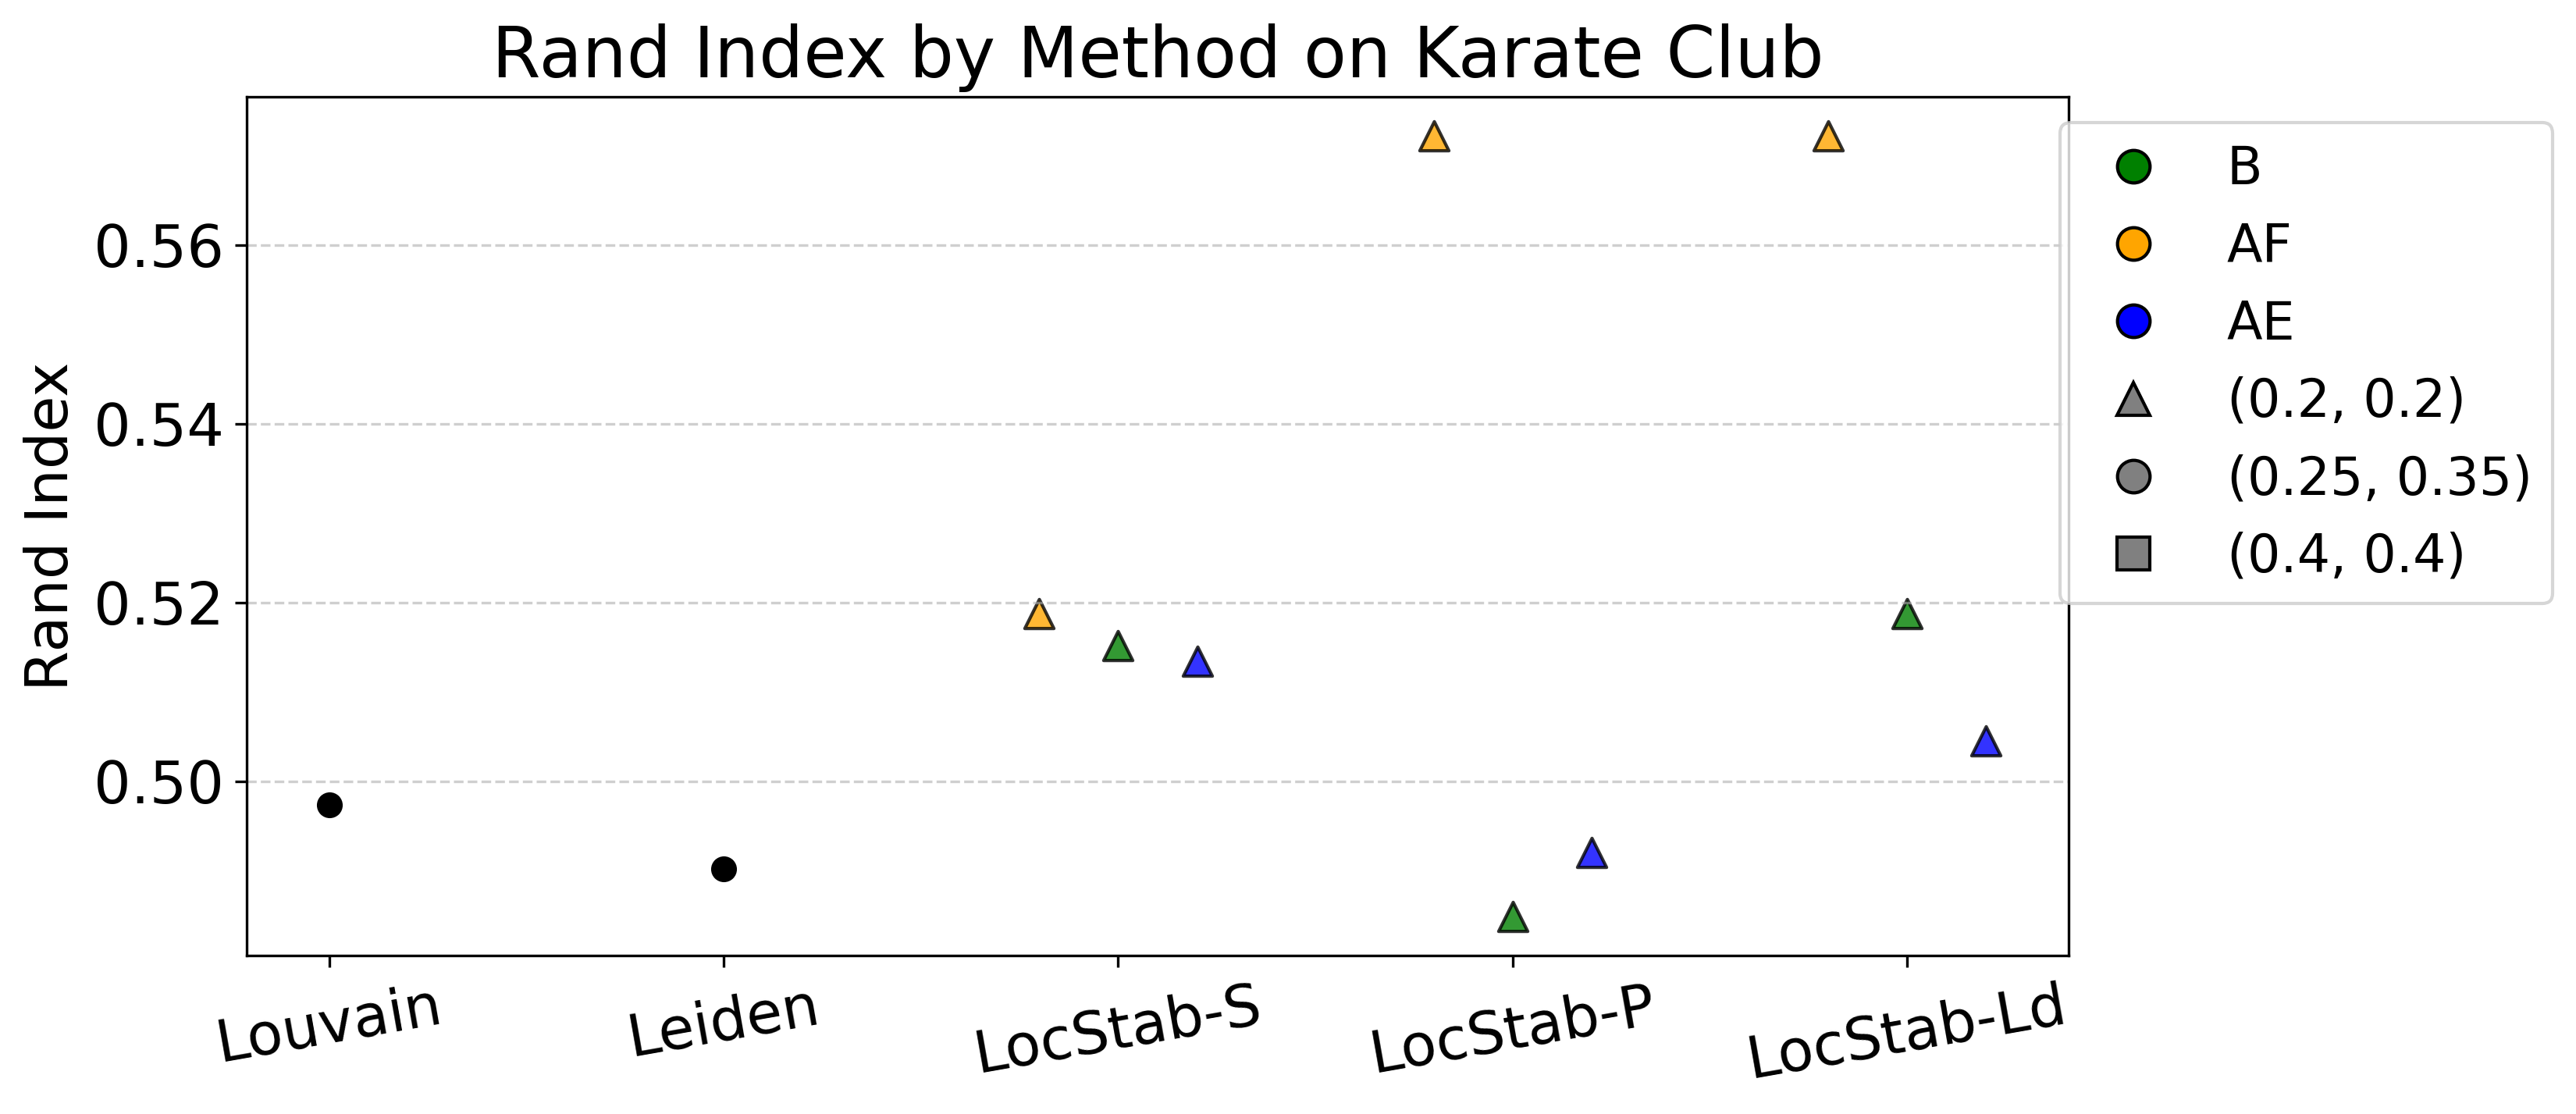 Rand Index by Method on Karate Club
Rand Index
0.56
0.54
0.52
0.50
Louvain
Leiden
LocStab-S
LocStab-P
LocStab-Ld
B
AF
AE
(0.2, 0.2)
(0.25, 0.35)
(0.4, 0.4)